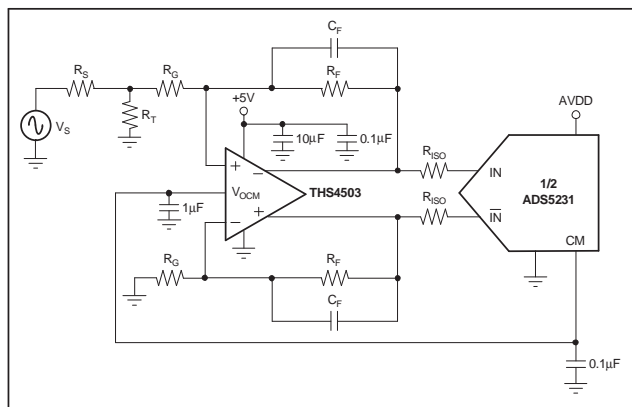 C_F
R_S
R_G
R_F
+5V
AVDD
R_T
V_S
10µF
0.1µF
R_ISO
+
−
IN
1/2
ADS5231
V_OCM
THS4503
1µF
R_ISO
−
+
IN
CM
R_G
R_F
C_F
0.1µF